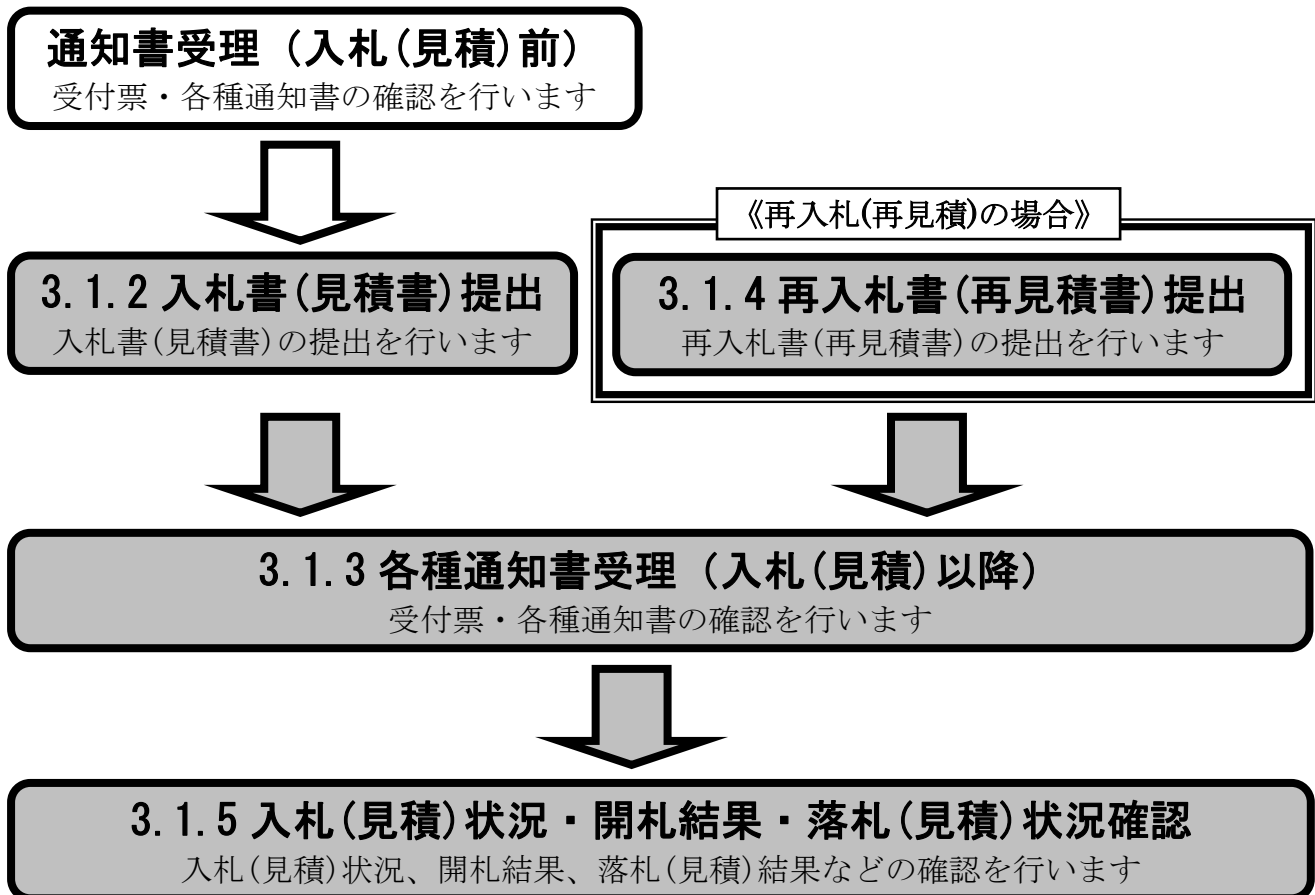 通知書受理（入札(見積)前）
受付票・各種通知書の確認を行います
《再入札(再見積)の場合》
3.1.2 入札書(見積書)提出
入札書(見積書)の提出を行います
3.1.4 再入札書(再見積書)提出
再入札書(再見積書)の提出を行います
3.1.3 各種通知書受理（入札(見積)以降）
受付票・各種通知書の確認を行います
3.1.5 入札(見積)状況・開札結果・落札(見積)状況確認
入札(見積)状況、開札結果、落札(見積)結果などの確認を行います